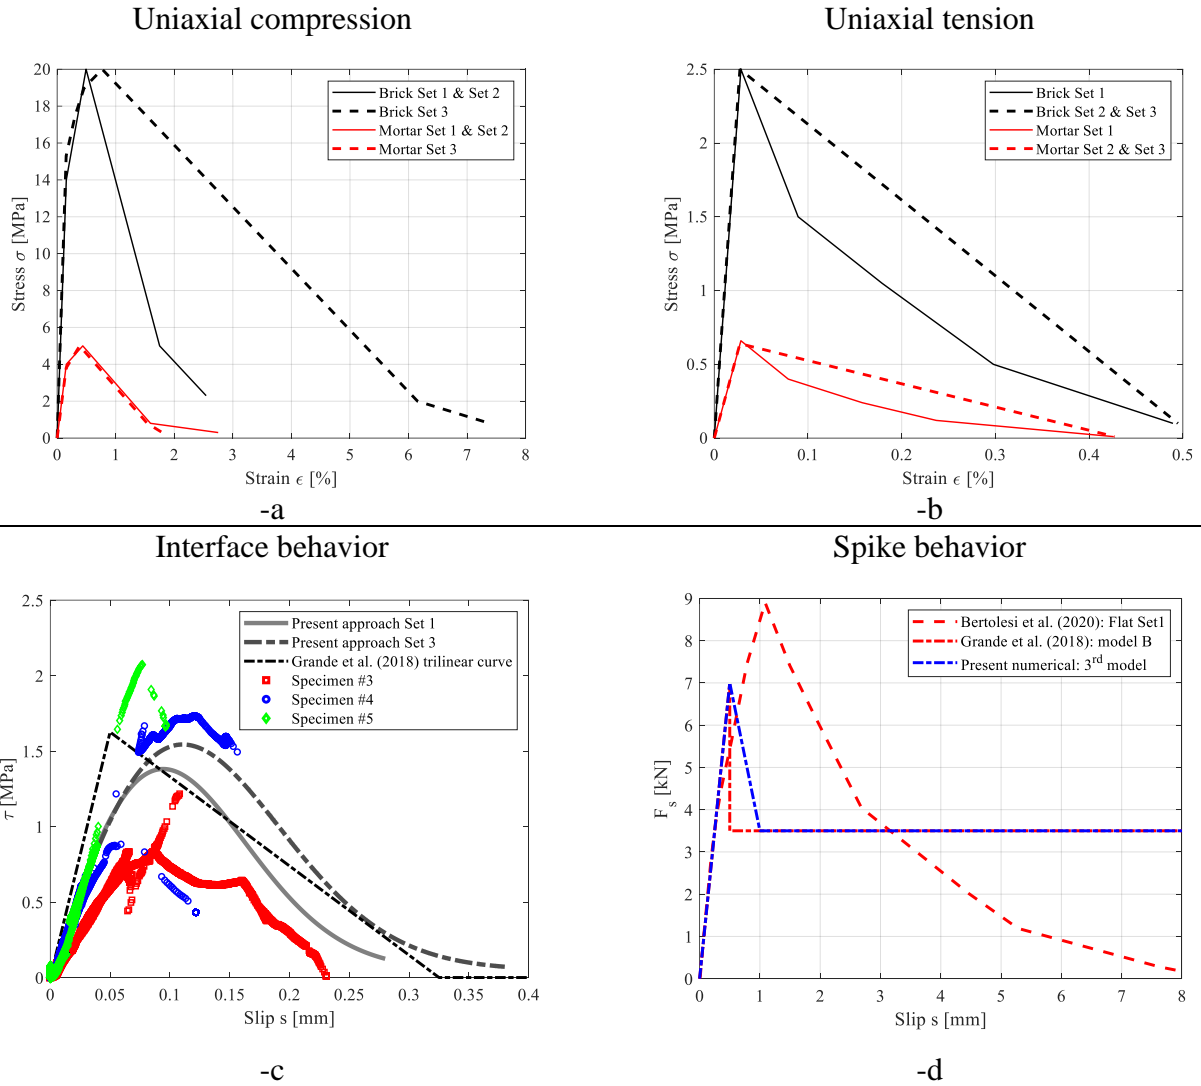 Uniaxial compression
Uniaxial tension
20
18
16
14
12
10
8
6
4
2
0
Stress σ [MPa]
Brick Set 1 & Set 2
Brick Set 3
Mortar Set 1 & Set 2
Mortar Set 3
0 1 2 3 4 5 6 7 8
Strain ϵ [%]
-a
2.5
2
1.5
1
0.5
0
Stress σ [MPa]
Brick Set 1
Brick Set 2 & Set 3
Mortar Set 1
Mortar Set 2 & Set 3
0 0.1 0.2 0.3 0.4 0.5
Strain ϵ [%]
-b
Interface behavior
Spike behavior
2.5
2
1.5
1
0.5
0
τ [MPa]
Present approach Set 1
Present approach Set 3
Grande et al. (2018) trilinear curve
Specimen #3
Specimen #4
Specimen #5
0 0.05 0.1 0.15 0.2 0.25 0.3 0.35 0.4
Slip s [mm]
-c
9
8
7
6
5
4
3
2
1
0
F_s [kN]
Bertolesi et al. (2020): Flat Set1
Grande et al. (2018): model B
Present numerical: 3rd model
0 1 2 3 4 5 6 7 8
Slip s [mm]
-d